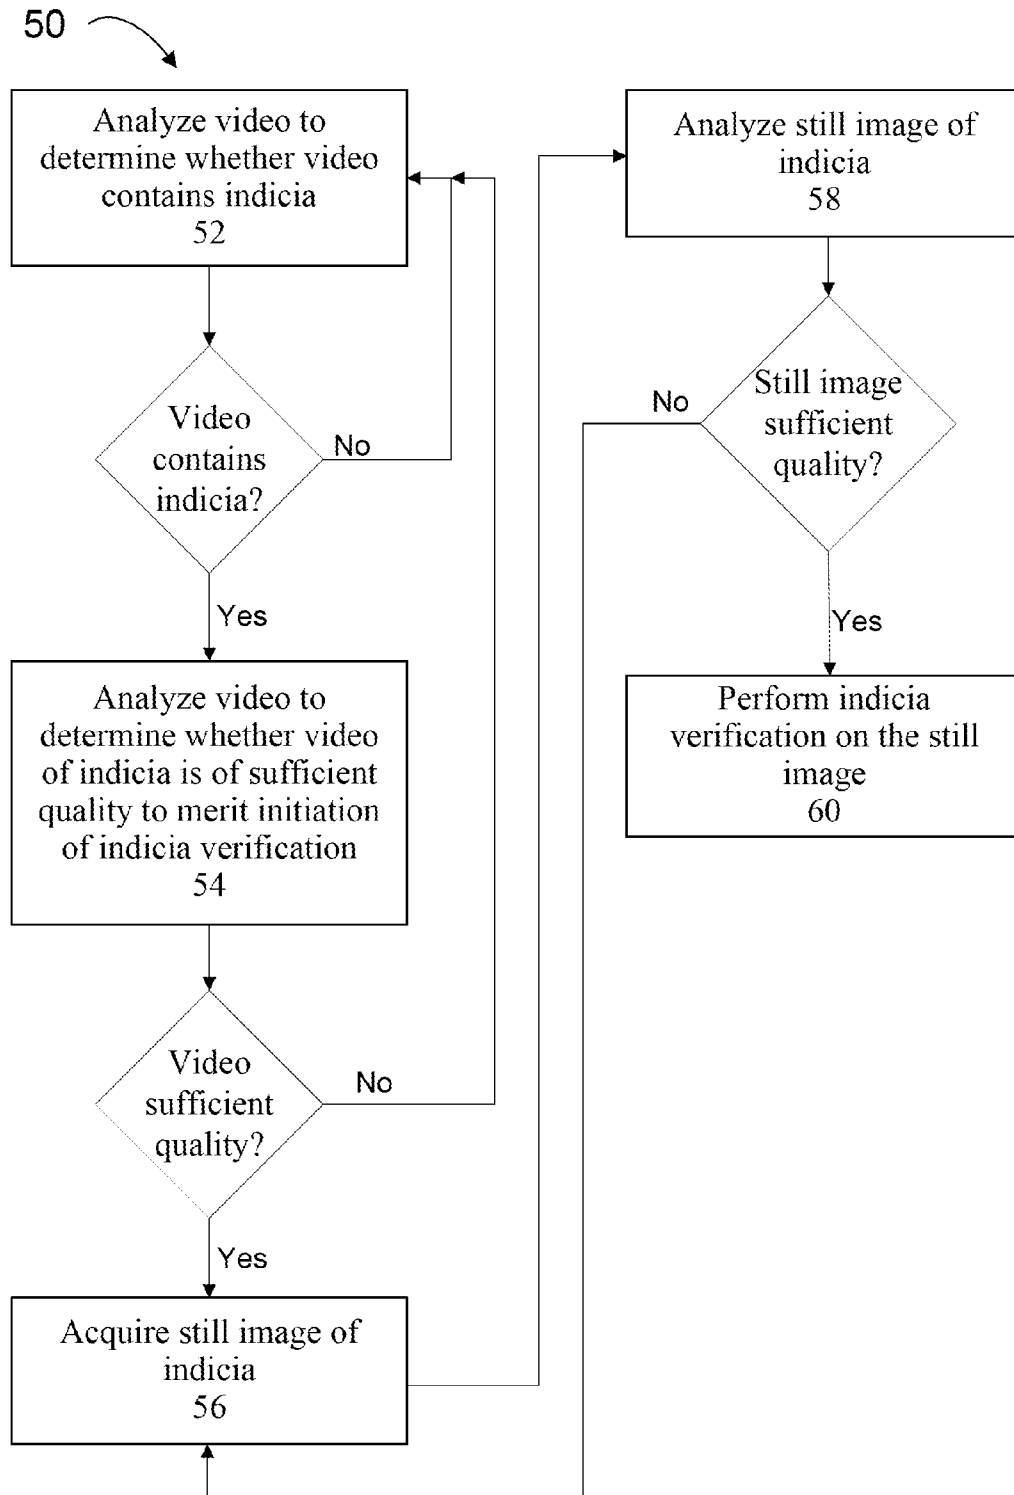 50
Analyze video to
determine whether video
contains indicia
52
Video
contains
indicia?
No
Yes
Analyze video to
determine whether video
of indicia is of sufficient
quality to merit initiation
of indicia verification
54
Video
sufficient
quality?
No
Yes
Acquire still image of
indicia
56
Analyze still image of
indicia
58
Still image
sufficient
quality?
No
Yes
Perform indicia
verification on the still
image
60